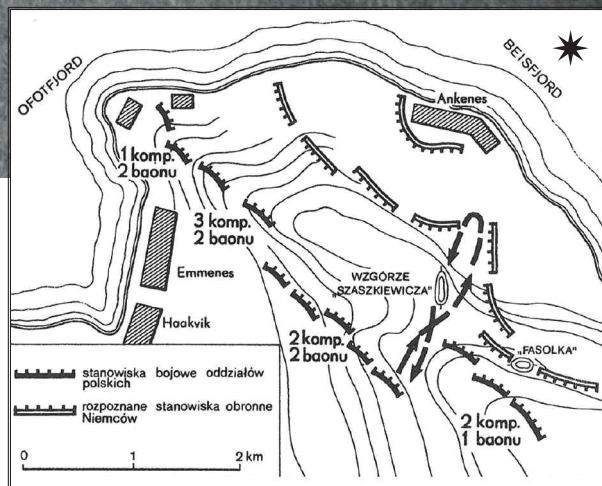 OFOTFJORD
BEISFJORD
Ankenes
1 komp.
2 baonu
3 komp.
2 baonu
Emmenes
Haakvik
WZGÓRZE
"SZASZKIEWICZA"
2 komp.
2 baonu
„FASOLKA"
2 komp.
1 baonu
stanowiska bojowe oddziałów
polskich
rozpoznane stanowiska obronne
Niemców
0 1 2 km